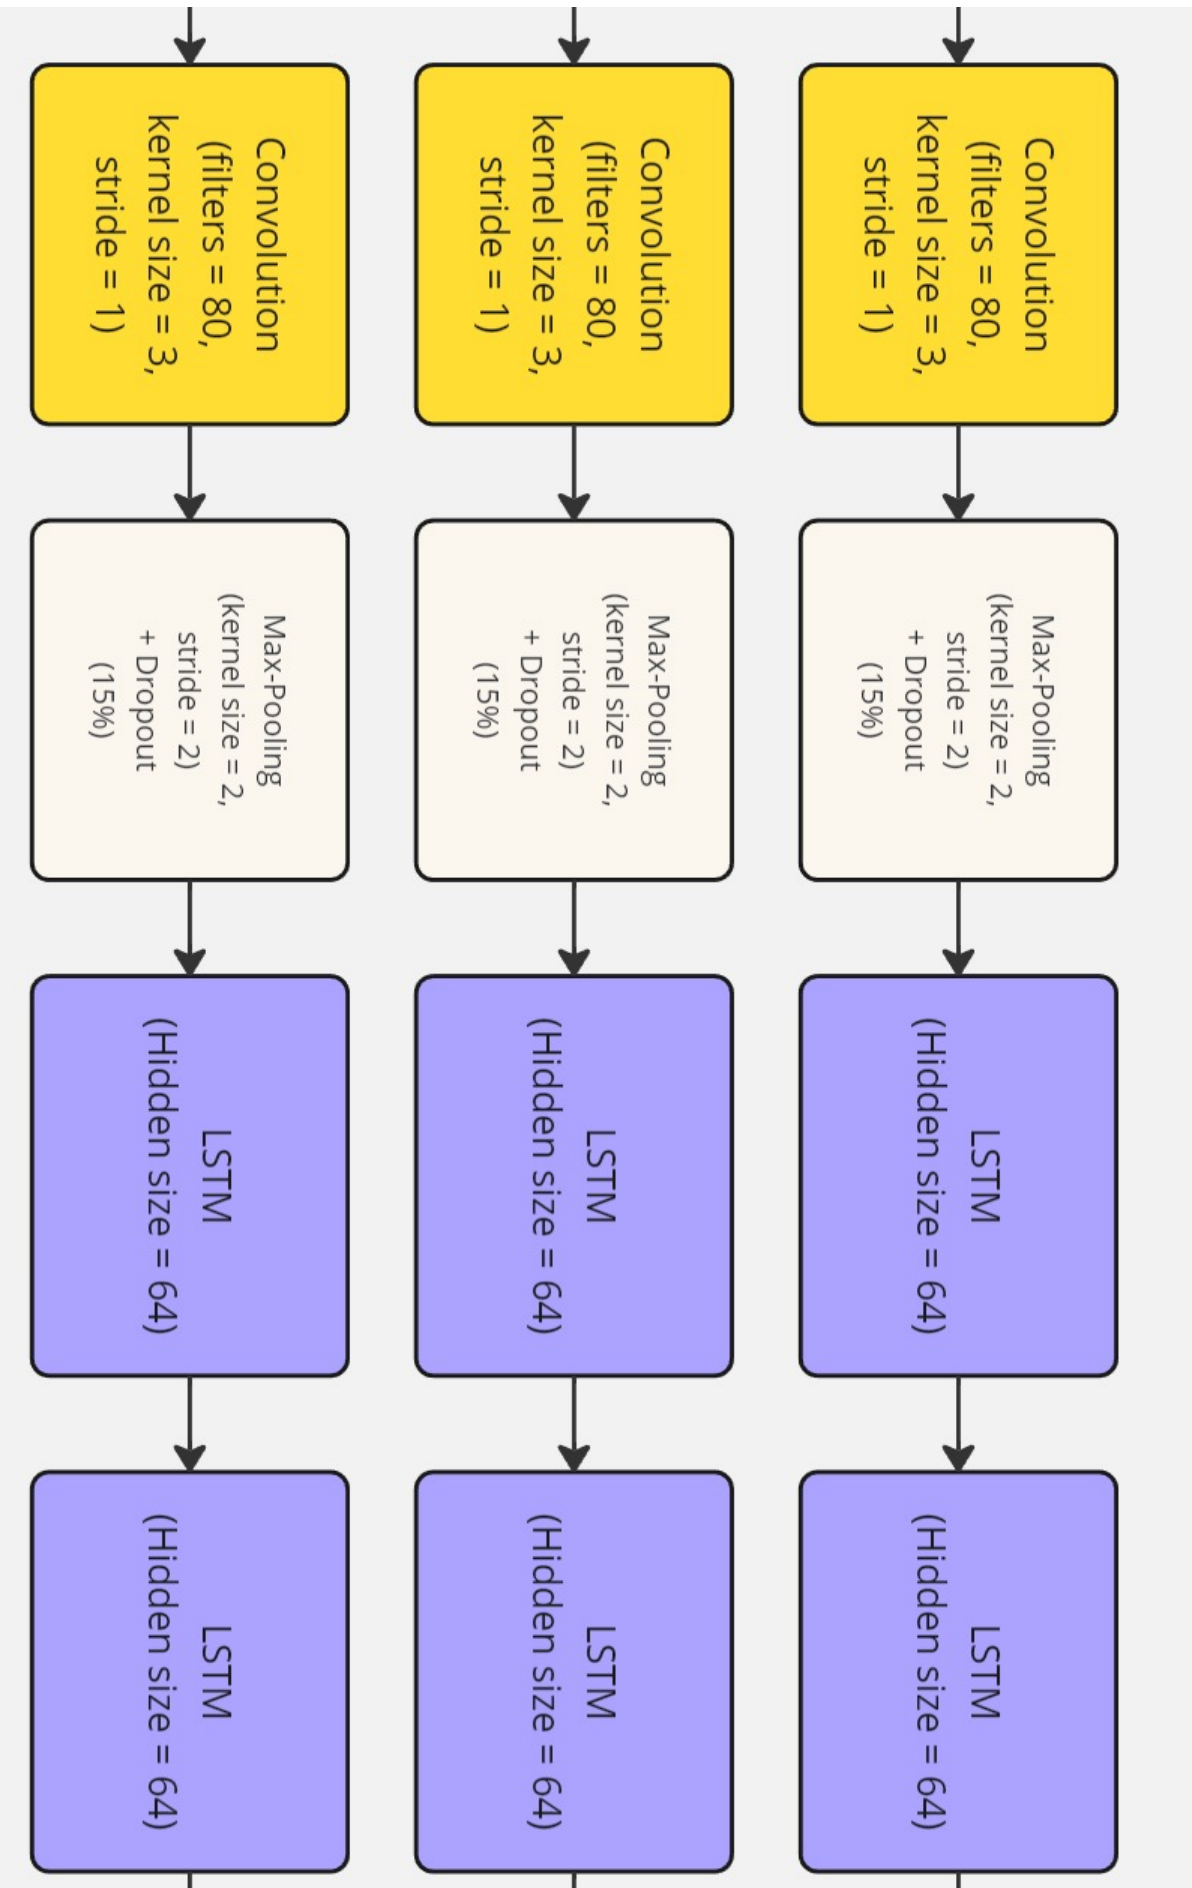 Convolution
(filters = 80,
kernel size = 3,
stride = 1)
Max-Pooling
(kernel size = 2,
stride = 2)
+ Dropout
(15%)
LSTM
(Hidden size = 64)
LSTM
(Hidden size = 64)
Convolution
(filters = 80,
kernel size = 3,
stride = 1)
Max-Pooling
(kernel size = 2,
stride = 2)
+ Dropout
(15%)
LSTM
(Hidden size = 64)
LSTM
(Hidden size = 64)
Convolution
(filters = 80,
kernel size = 3,
stride = 1)
Max-Pooling
(kernel size = 2,
stride = 2)
+ Dropout
(15%)
LSTM
(Hidden size = 64)
LSTM
(Hidden size = 64)